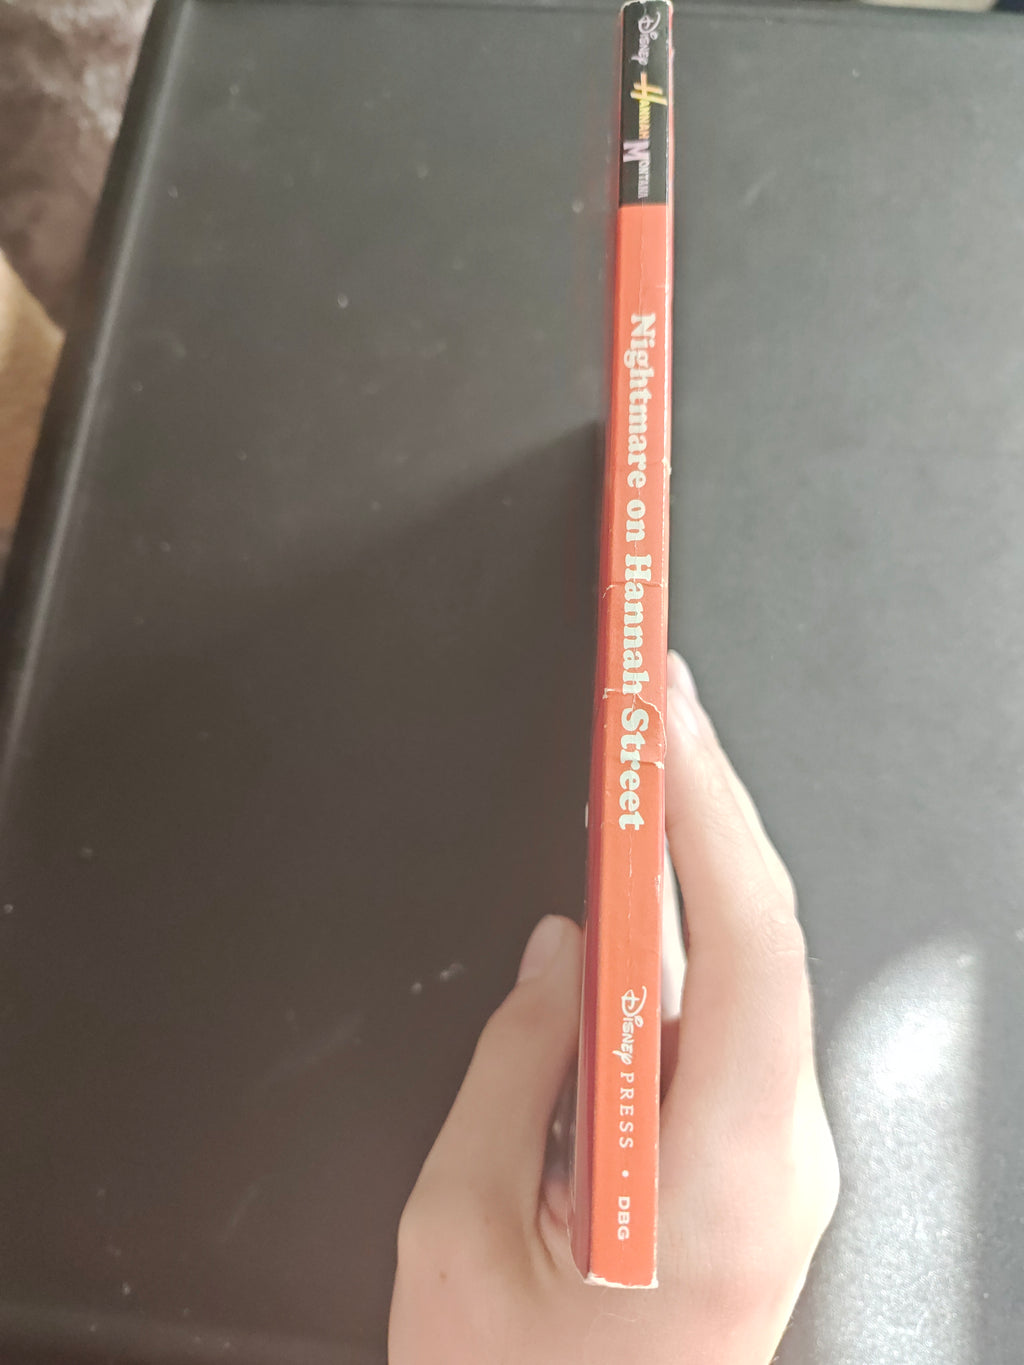 Disney
Hannah Montana
Nightmare on Hannah Street
Disney PRESS • DBG